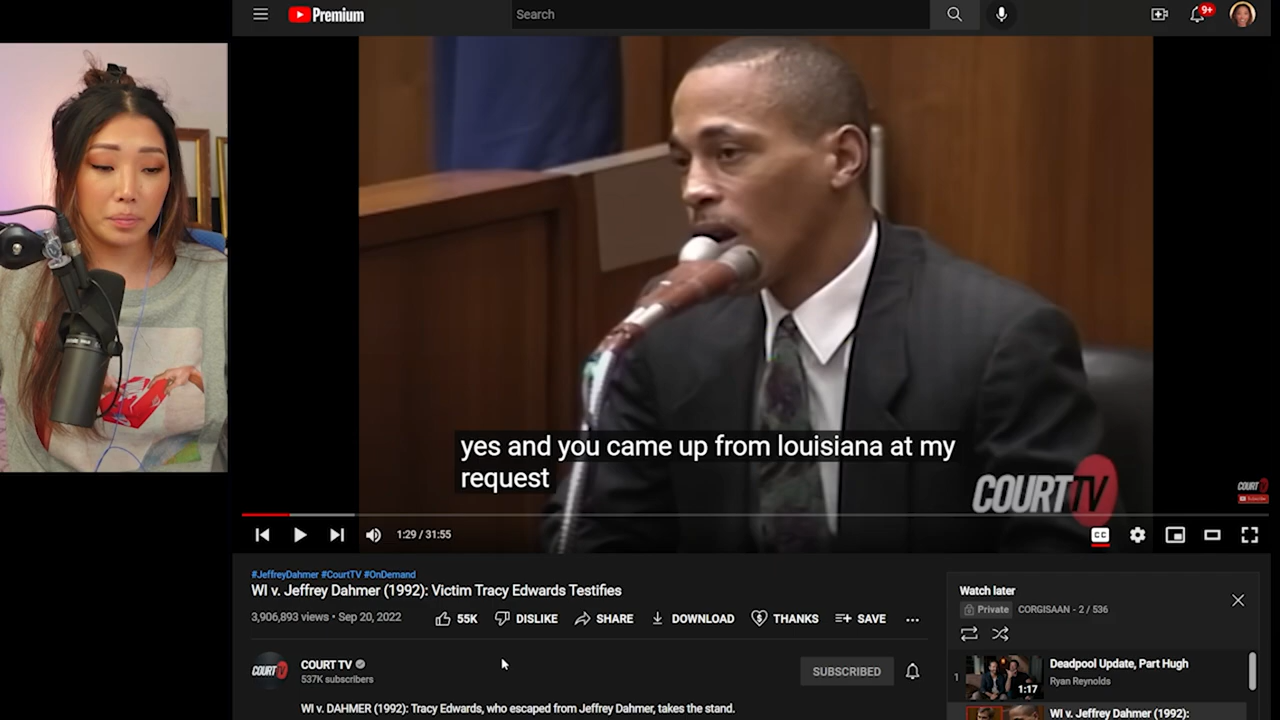 Premium
Search
9+
yes and you came up from louisiana at my
request
COURT TV
COURT
1:29 / 31:55
CC
#JeffreyDahmer #CourtTV #OnDemand
WI v. Jeffrey Dahmer (1992): Victim Tracy Edwards Testifies
3,906,893 views • Sep 20, 2022
55K
DISLIKE
SHARE
DOWNLOAD
THANKS
SAVE
COURT TV
COURT TV
537K subscribers
SUBSCRIBED
WI v. DAHMER (1992): Tracy Edwards, who escaped from Jeffrey Dahmer, takes the stand.
Watch later
Private
CORGISAAN - 2 / 536
1
1:17
Deadpool Update, Part Hugh
Ryan Reynolds
WI v. Jeffrey Dahmer (1992):